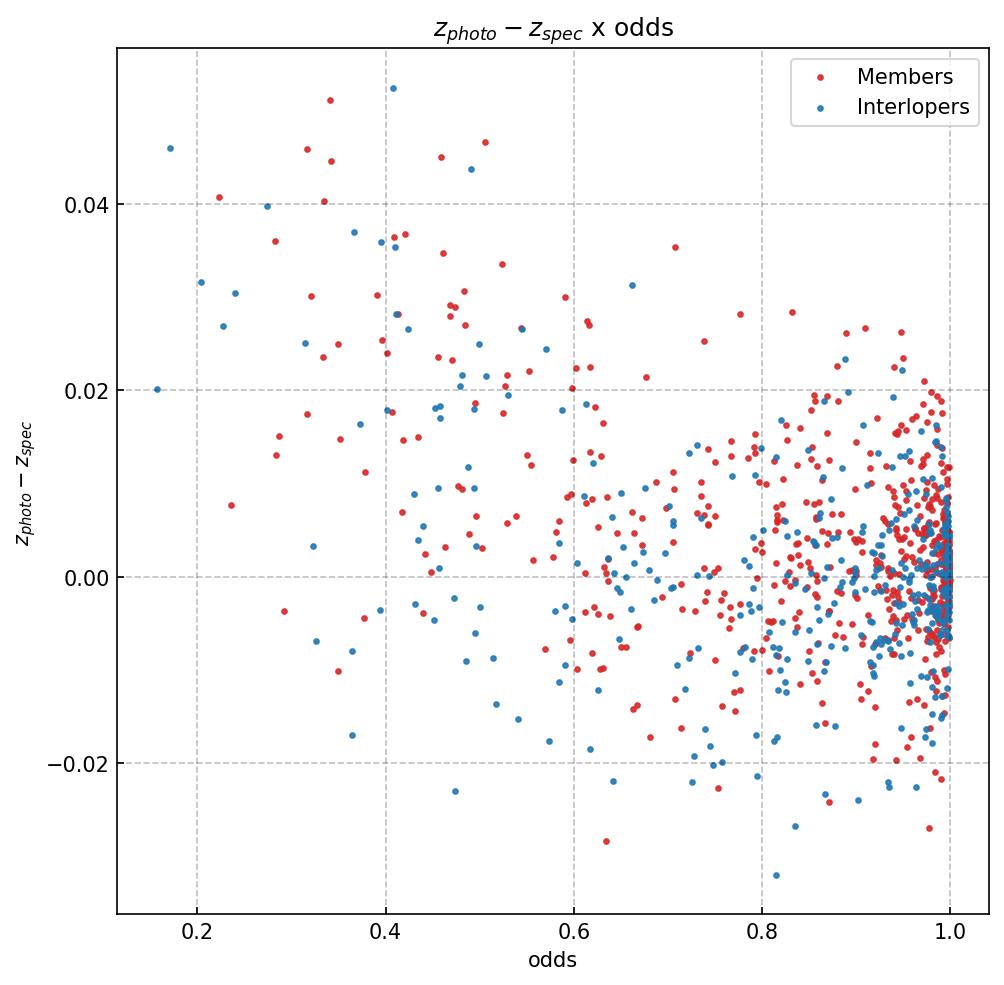 z_photo − z_spec x odds
Members
Interlopers
z_photo − z_spec
0.04
0.02
0.00
−0.02
0.2
0.4
0.6
0.8
1.0
odds